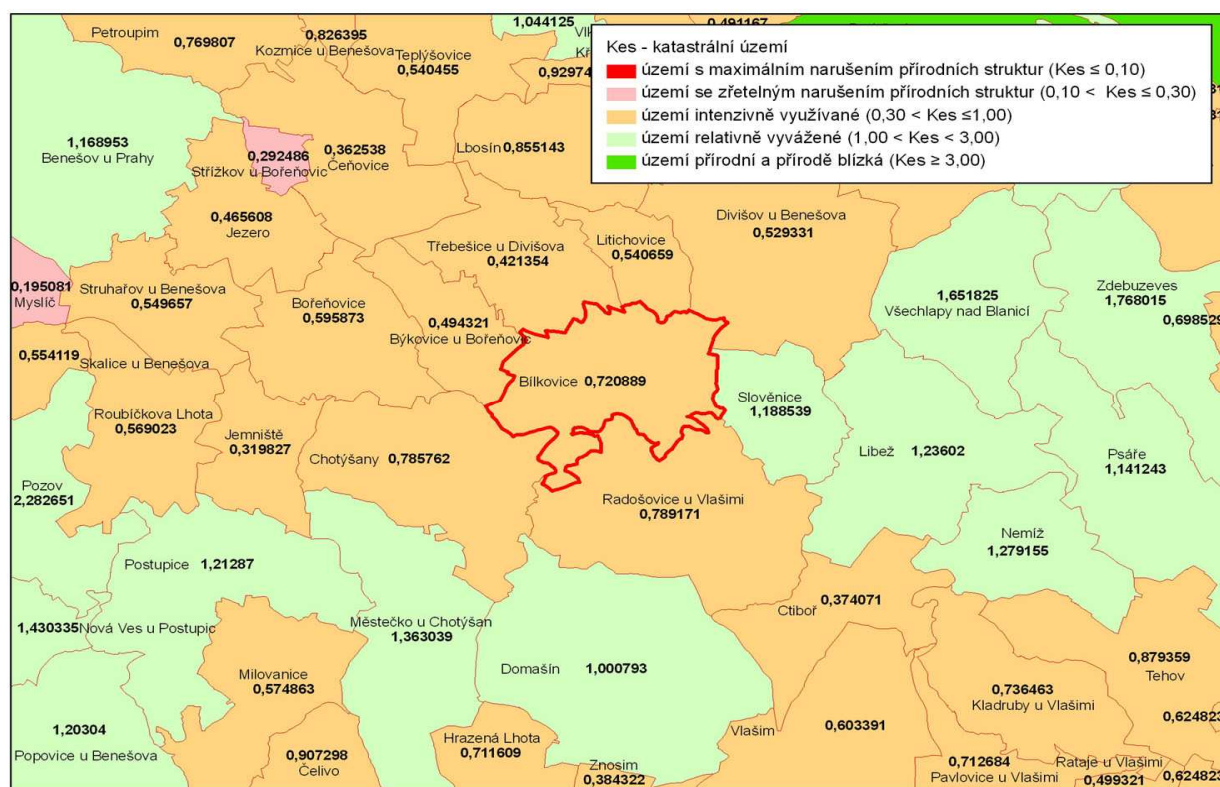 Petroupim
0,769807
0,826395
Kozmice u Benešova
Teplýšovice
0,540455
1,044125
0,491167
0,92974
Kes - katastrální území
území s maximálním narušením přírodních struktur (Kes ≤ 0,10)
území se zřetelným narušením přírodních struktur (0,10 < Kes ≤ 0,30)
území intenzivně využívané (0,30 < Kes ≤1,00)
území relativně vyvážené (1,00 < Kes < 3,00)
území přírodní a přírodě blízká (Kes ≥ 3,00)
1,168953
Benešov u Prahy
0,292486
Střížkov u Bořeňovic
0,362538
Čeňovice
Lbosín 0,855143
0,465608
Jezero
Třebešice u Divišova
0,421354
Litichovice
0,540659
Divišov u Benešova
0,529331
0,195081
Myslíč
Struhařov u Benešova
0,549657
Bořeňovice
0,595873
0,494321
Býkovice u Bořeňovic
1,651825
Všechlapy nad Blanicí
Zdebuzeves
1,768015
0,698529
0,554119
Skalice u Benešova
Bílkovice 0,720889
Slověnice
1,188539
Roubíčkova Lhota
0,569023
Jemniště
0,319827
Chotýšany 0,785762
Libež 1,23602
Psáře
1,141243
Pozov
2,282651
Radošovice u Vlašimi
0,789171
Nemíž
1,279155
Postupice 1,21287
Ctiboř 0,374071
1,430335
Nová Ves u Postupic
Městečko u Chotýšan
1,363039
Milovanice
0,574863
Domašín 1,000793
0,879359
Tehov
0,736463
Kladruby u Vlašimi
0,624823
1,20304
Popovice u Benešova
0,907298
Čelivo
Hrazená Lhota
0,711609
Vlašim 0,603391
Znosim
0,384322
0,712684
Pavlovice u Vlašimi
Rataje u Vlašimi
0,499321
0,624823